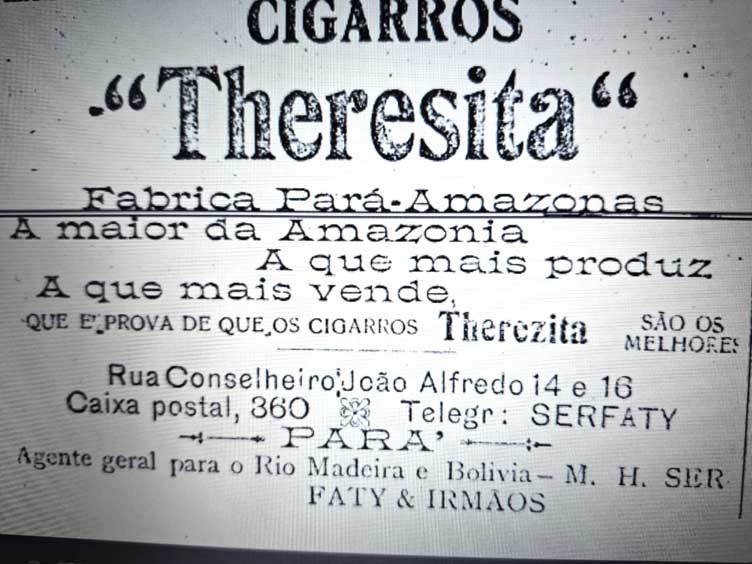 CIGARROS
"Theresita"
Fabrica Pará-Amazonas
A maior da Amazonia
A que mais produz
A que mais vende,
QUE E' PROVA DE QUE OS CIGARROS Therezita SÃO OS MELHORES
Rua Conselheiro João Alfredo 14 e 16
Caixa postal, 360 Telegr: SERFATY
PARA'
Agente geral para o Rio Madeira e Bolivia — M. H. SER
FATY & IRMÃOS